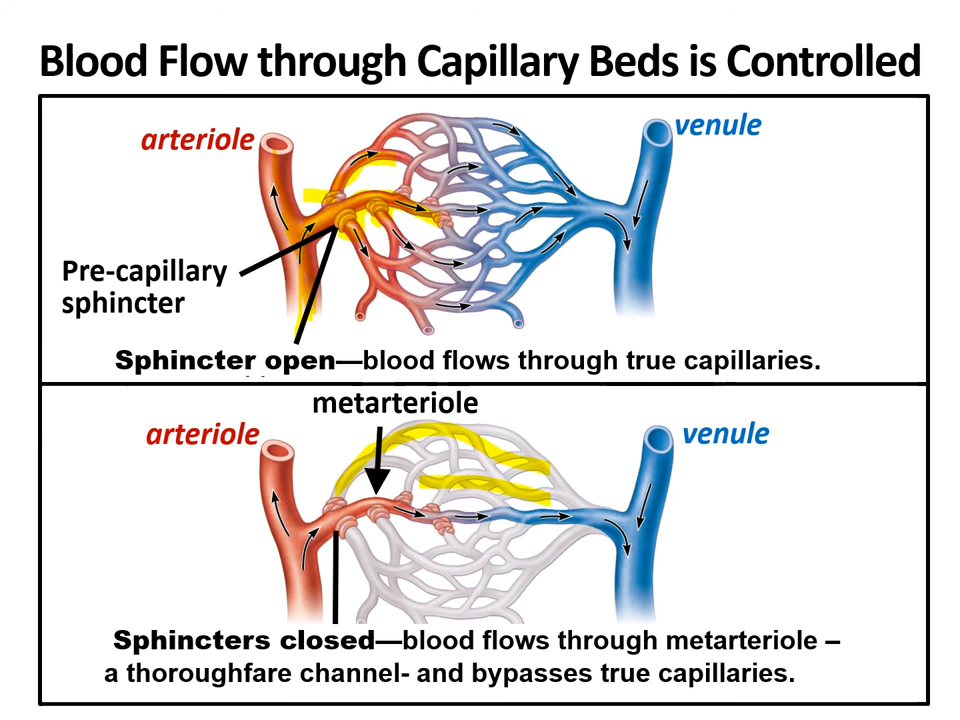 Blood Flow through Capillary Beds is Controlled
arteriole
venule
Pre-capillary
sphincter
Sphincter open—blood flows through true capillaries.
metarteriole
arteriole
venule
Sphincters closed—blood flows through metarteriole –
a thoroughfare channel- and bypasses true capillaries.